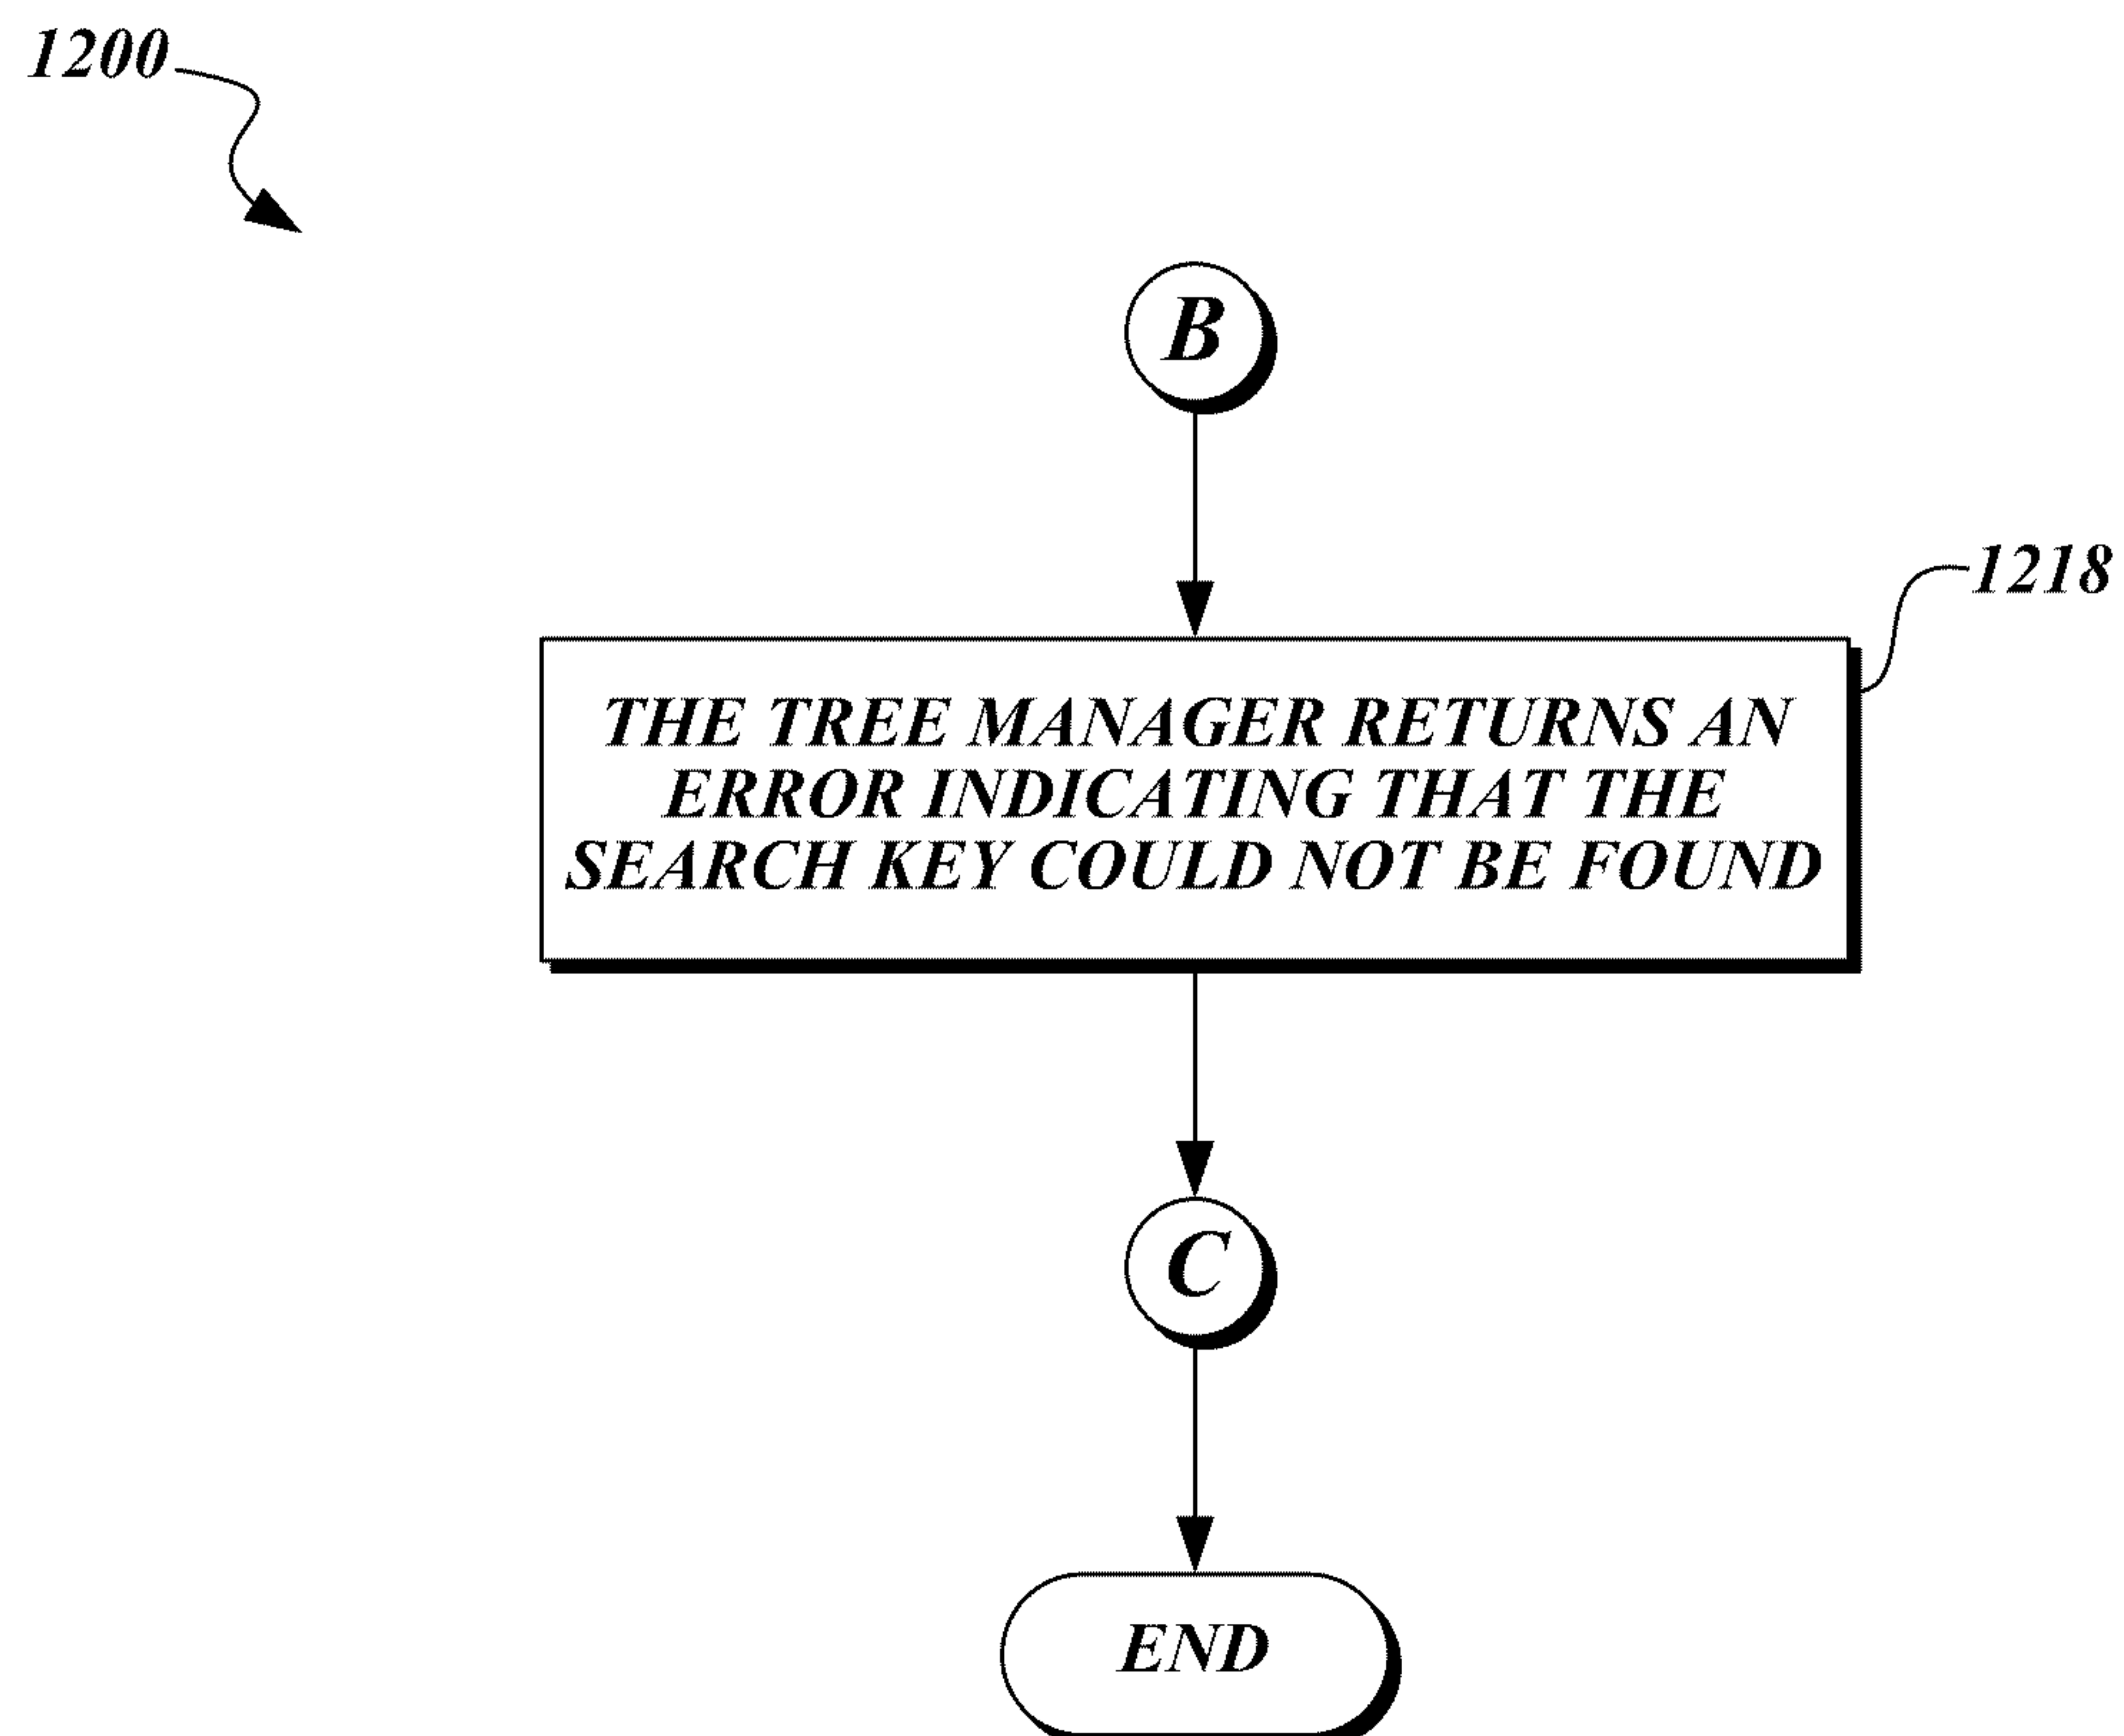 1200
B
1218
THE TREE MANAGER RETURNS AN
ERROR INDICATING THAT THE
SEARCH KEY COULD NOT BE FOUND
C
END